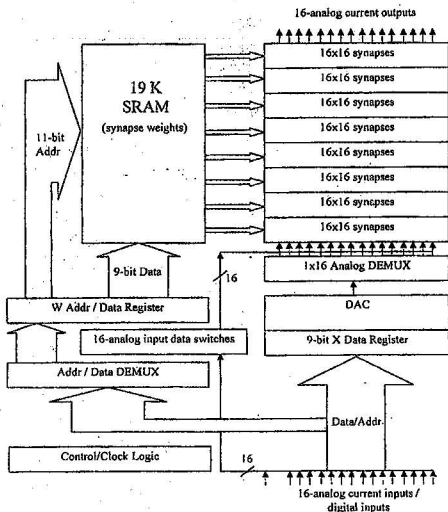 16-analog current outputs
19 K
SRAM
(synapse weights)
16x16 synapses
16x16 synapses
16x16 synapses
16x16 synapses
16x16 synapses
16x16 synapses
16x16 synapses
16x16 synapses
11-bit
Addr
9-bit Data
16
1x16 Analog DEMUX
W Addr / Data Register
DAC
16-analog input data switches
9-bit X Data Register
Addr / Data DEMUX
Data/Addr
Control/Clock Logic
16
16-analog current inputs /
digital inputs